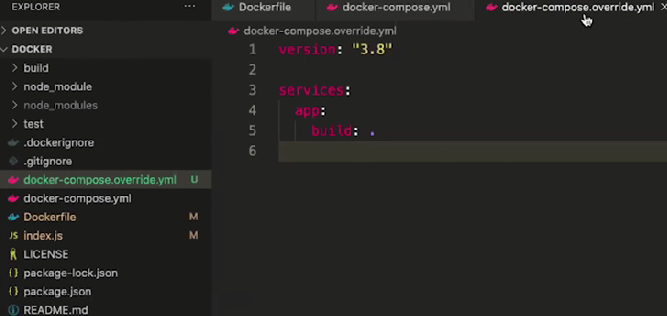 EXPLORER
Dockerfile
docker-compose.yml
docker-compose.override.yml
OPEN EDITORS
DOCKER
build
node_module
node_modules
test
.dockerignore
.gitignore
docker-compose.override.yml U
docker-compose.yml
Dockerfile M
index.js M
LICENSE
package-lock.json
package.json
README.md
docker-compose.override.yml
1 version: "3.8"
2
3 services:
4 app:
5 build: .
6